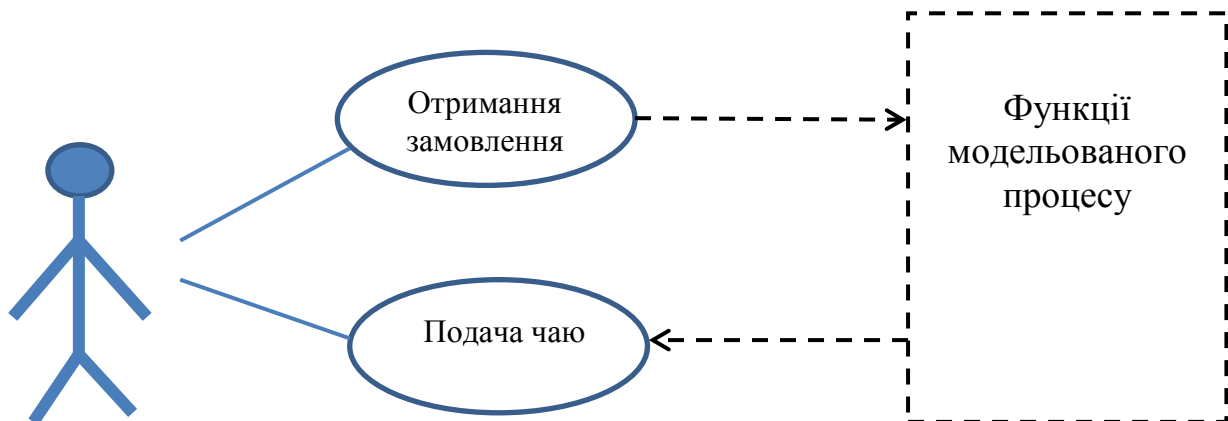 Отримання
замовлення
Функції
модельованого
процесу
Подача чаю